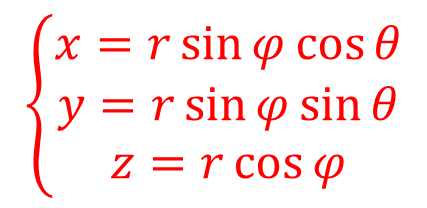 x = r sin φ cos θ
y = r sin φ sin θ
z = r cos φ